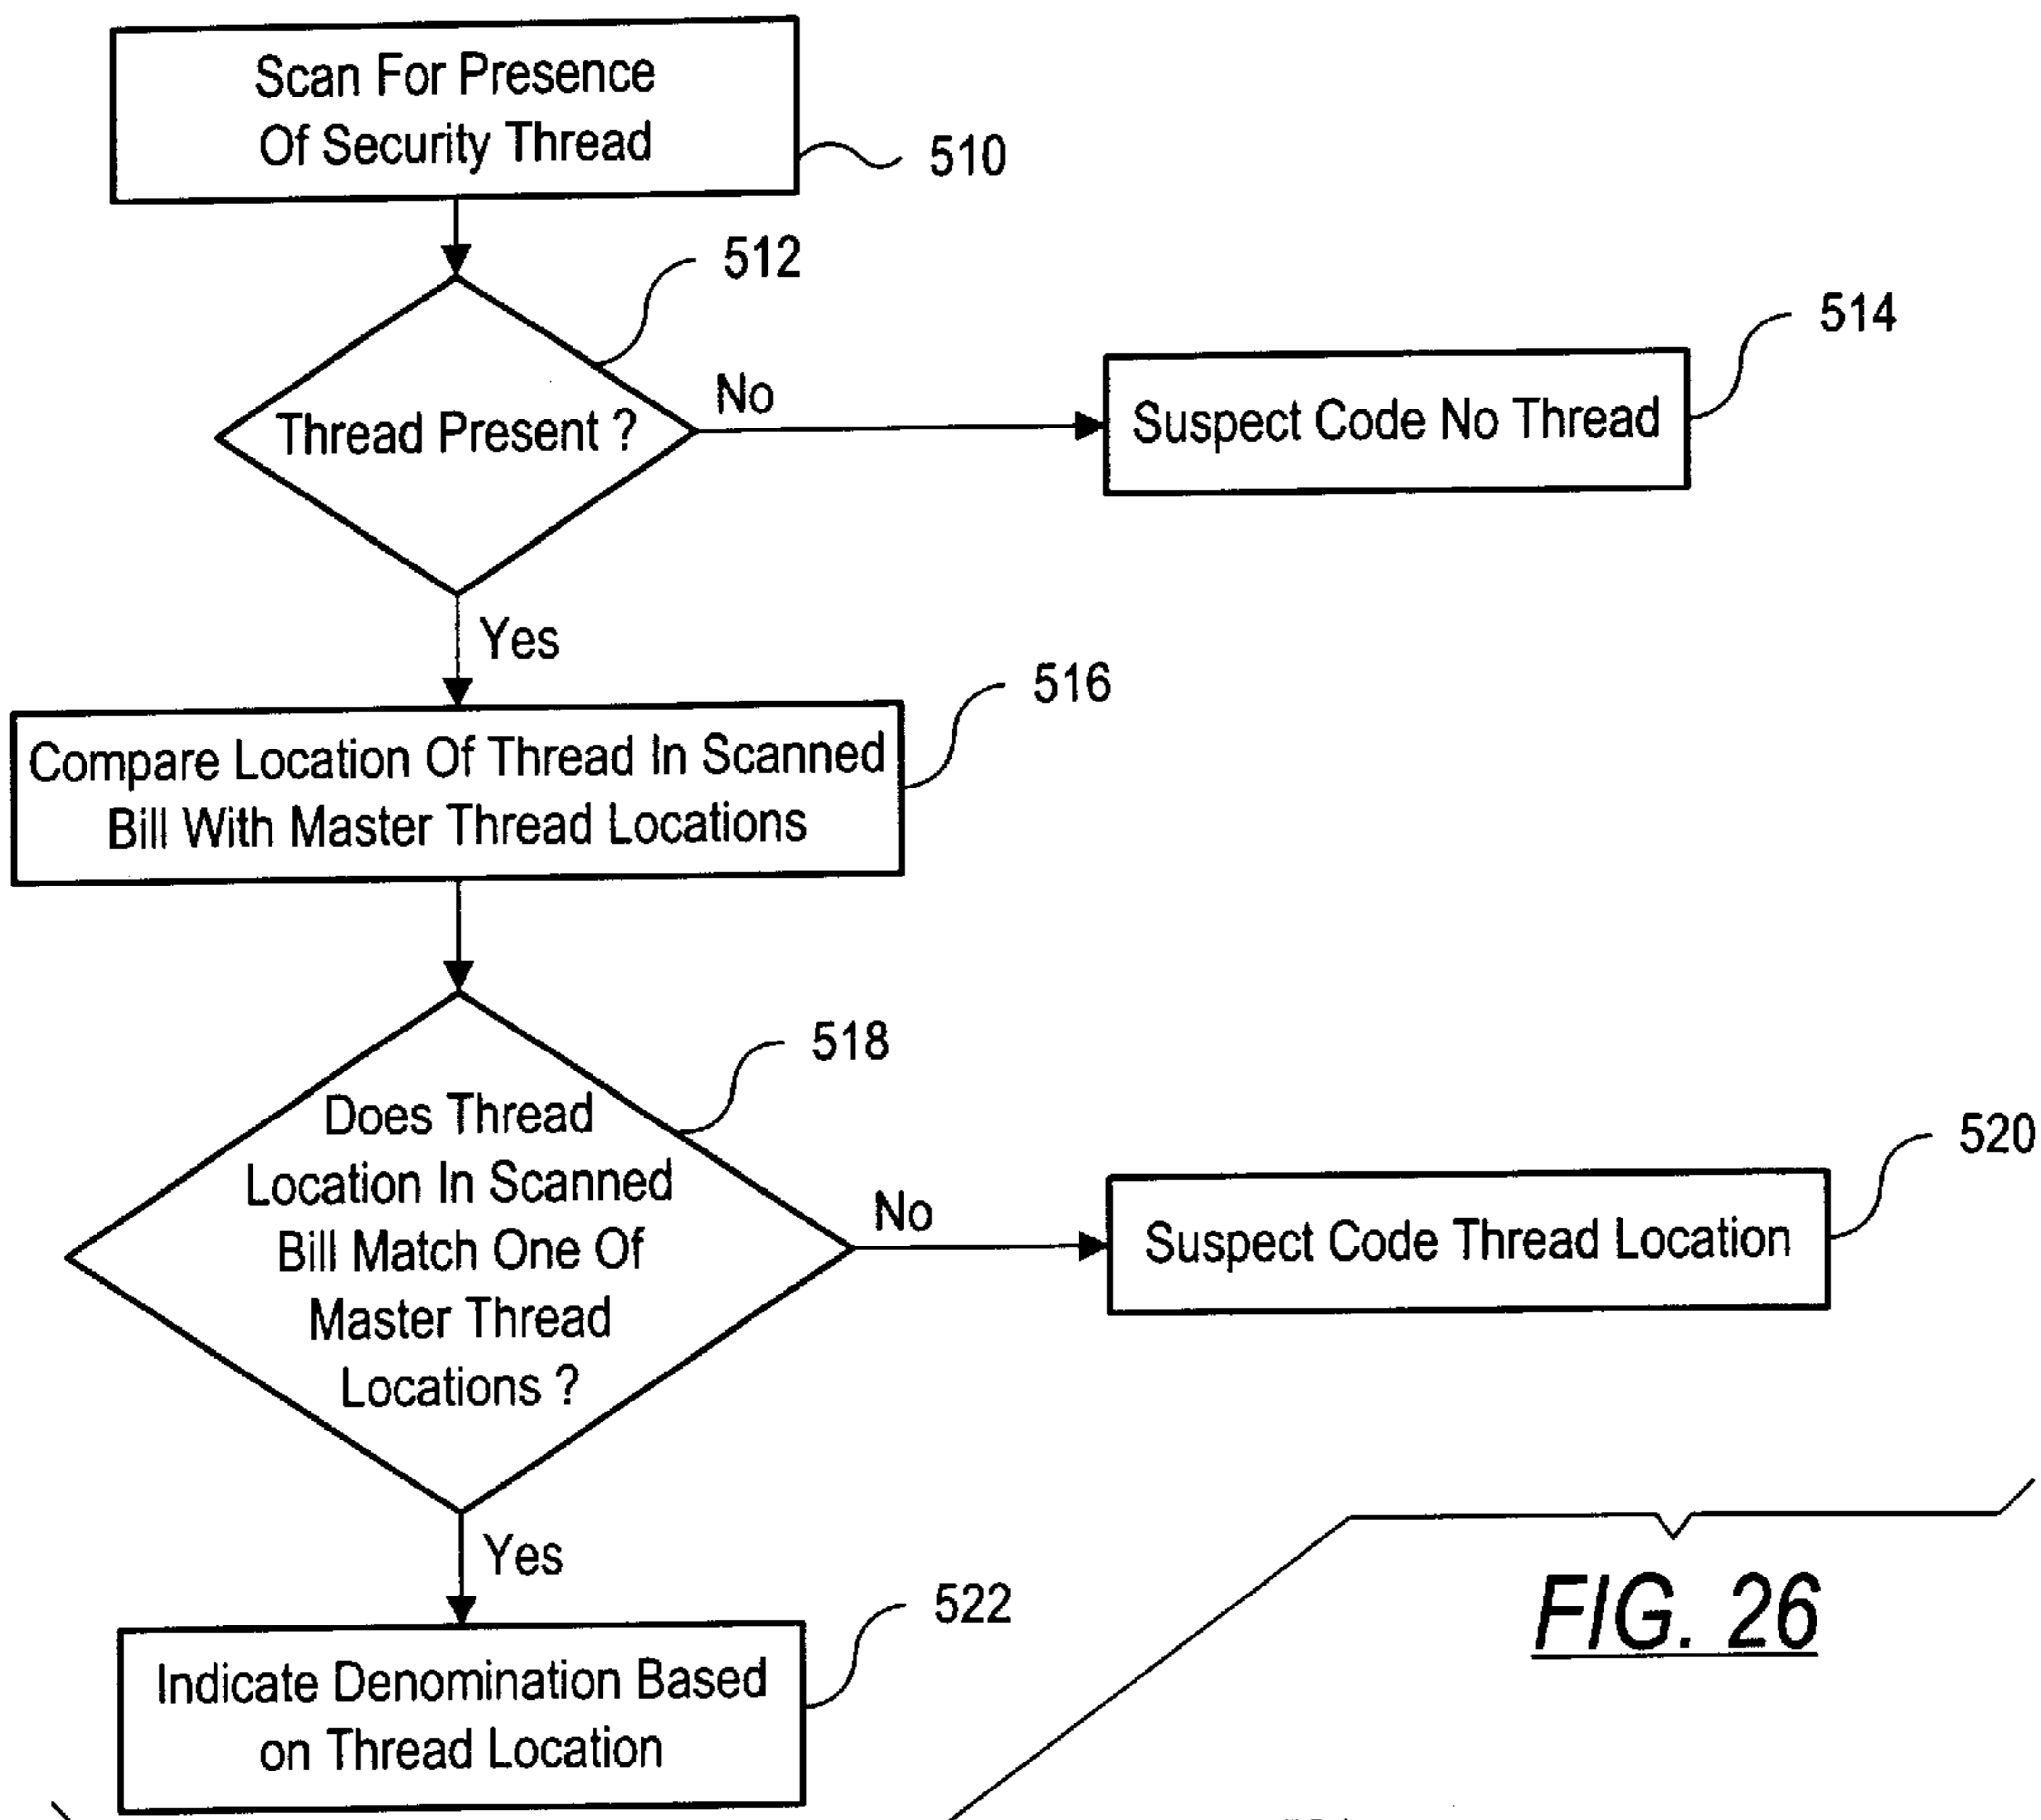 Scan For Presence
Of Security Thread
510
512
Thread Present ?
No
Suspect Code No Thread
514
Yes
Compare Location Of Thread In Scanned
Bill With Master Thread Locations
516
Does Thread
Location In Scanned
Bill Match One Of
Master Thread
Locations ?
518
No
Suspect Code Thread Location
520
Yes
Indicate Denomination Based
on Thread Location
522
FIG. 26